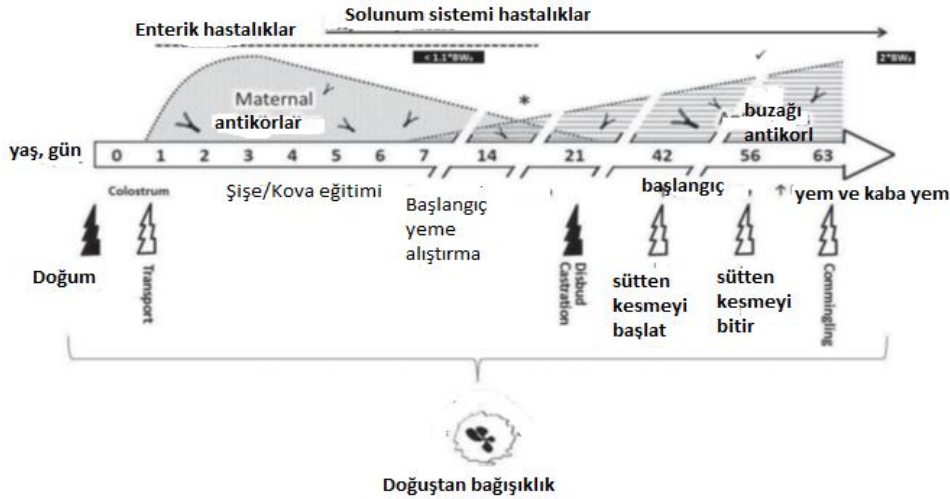 Solunum sistemi hastalıklar
Enterik hastalıklar
< 1.1*BW₀
✓
2*BW₀
Maternal
antikorlar
*
buzağı
antikorl
yaş, gün
0 1 2 3 4 5 6 7 14 21 42 56 63
Colostrum
Şişe/Kova eğitimi
Başlangıç
yeme
alıştırma
başlangıç
yem ve kaba yem
Doğum
Transport
Disbud
Castration
sütten
kesmeyi
başlat
sütten
kesmeyi
bitir
Commingling
Doğuştan bağışıklık